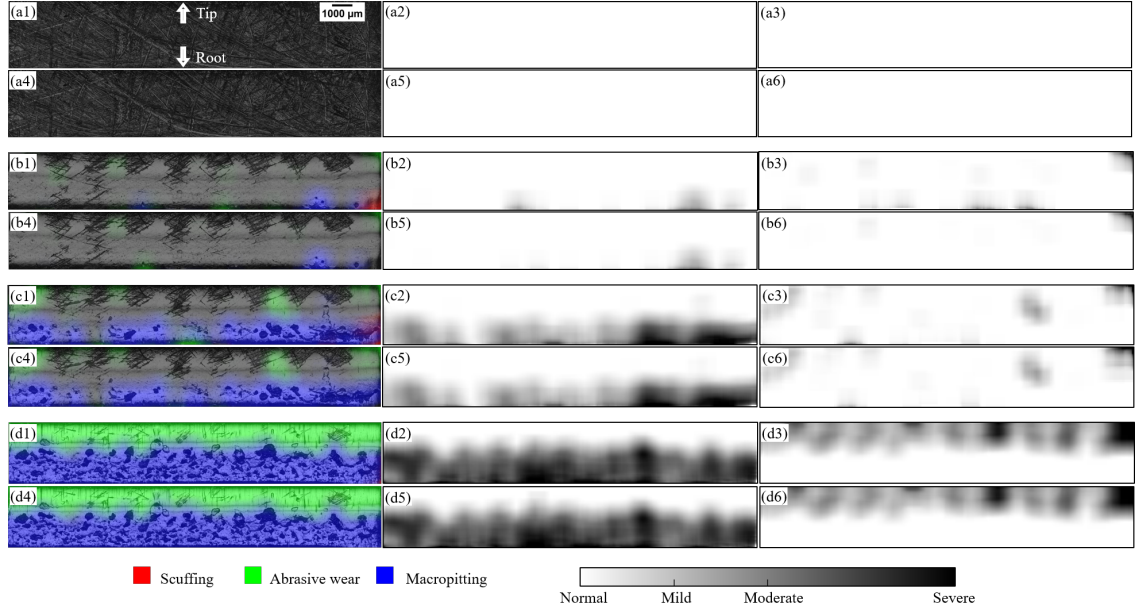 (a1) Tip 1000 μm (a2) (a3)
Root
(a4) (a5) (a6)
(b1) (b2) (b3)
(b4) (b5) (b6)
(c1) (c2) (c3)
(c4) (c5) (c6)
(d1) (d2) (d3)
(d4) (d5) (d6)
Scuffing Abrasive wear Macropitting
Normal Mild Moderate Severe